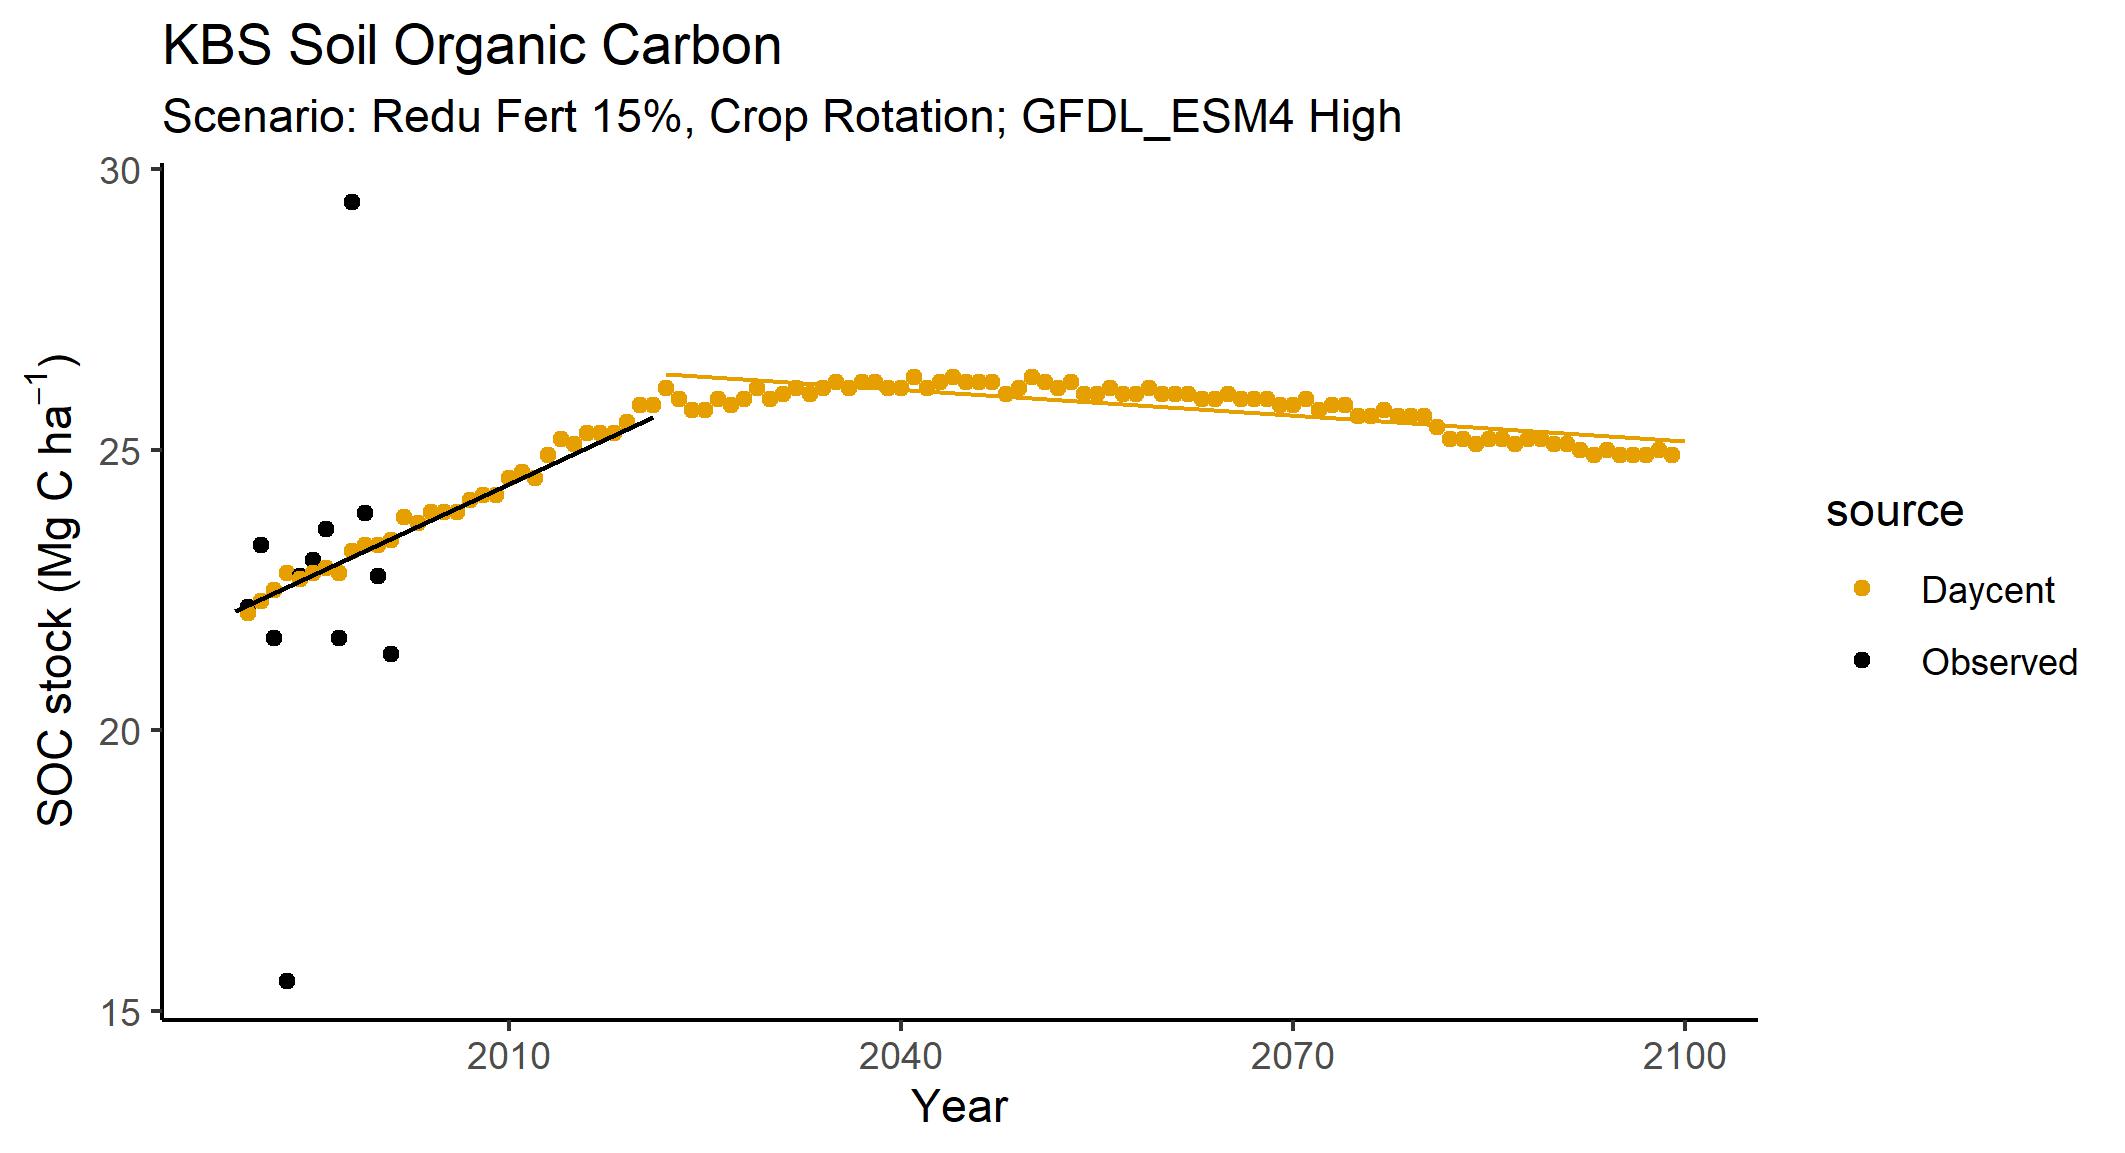 KBS Soil Organic Carbon
Scenario: Redu Fert 15%, Crop Rotation; GFDL_ESM4 High
30
25
20
15
SOC stock (Mg C ha⁻¹)
2010
2040
2070
2100
Year
source
Daycent
Observed